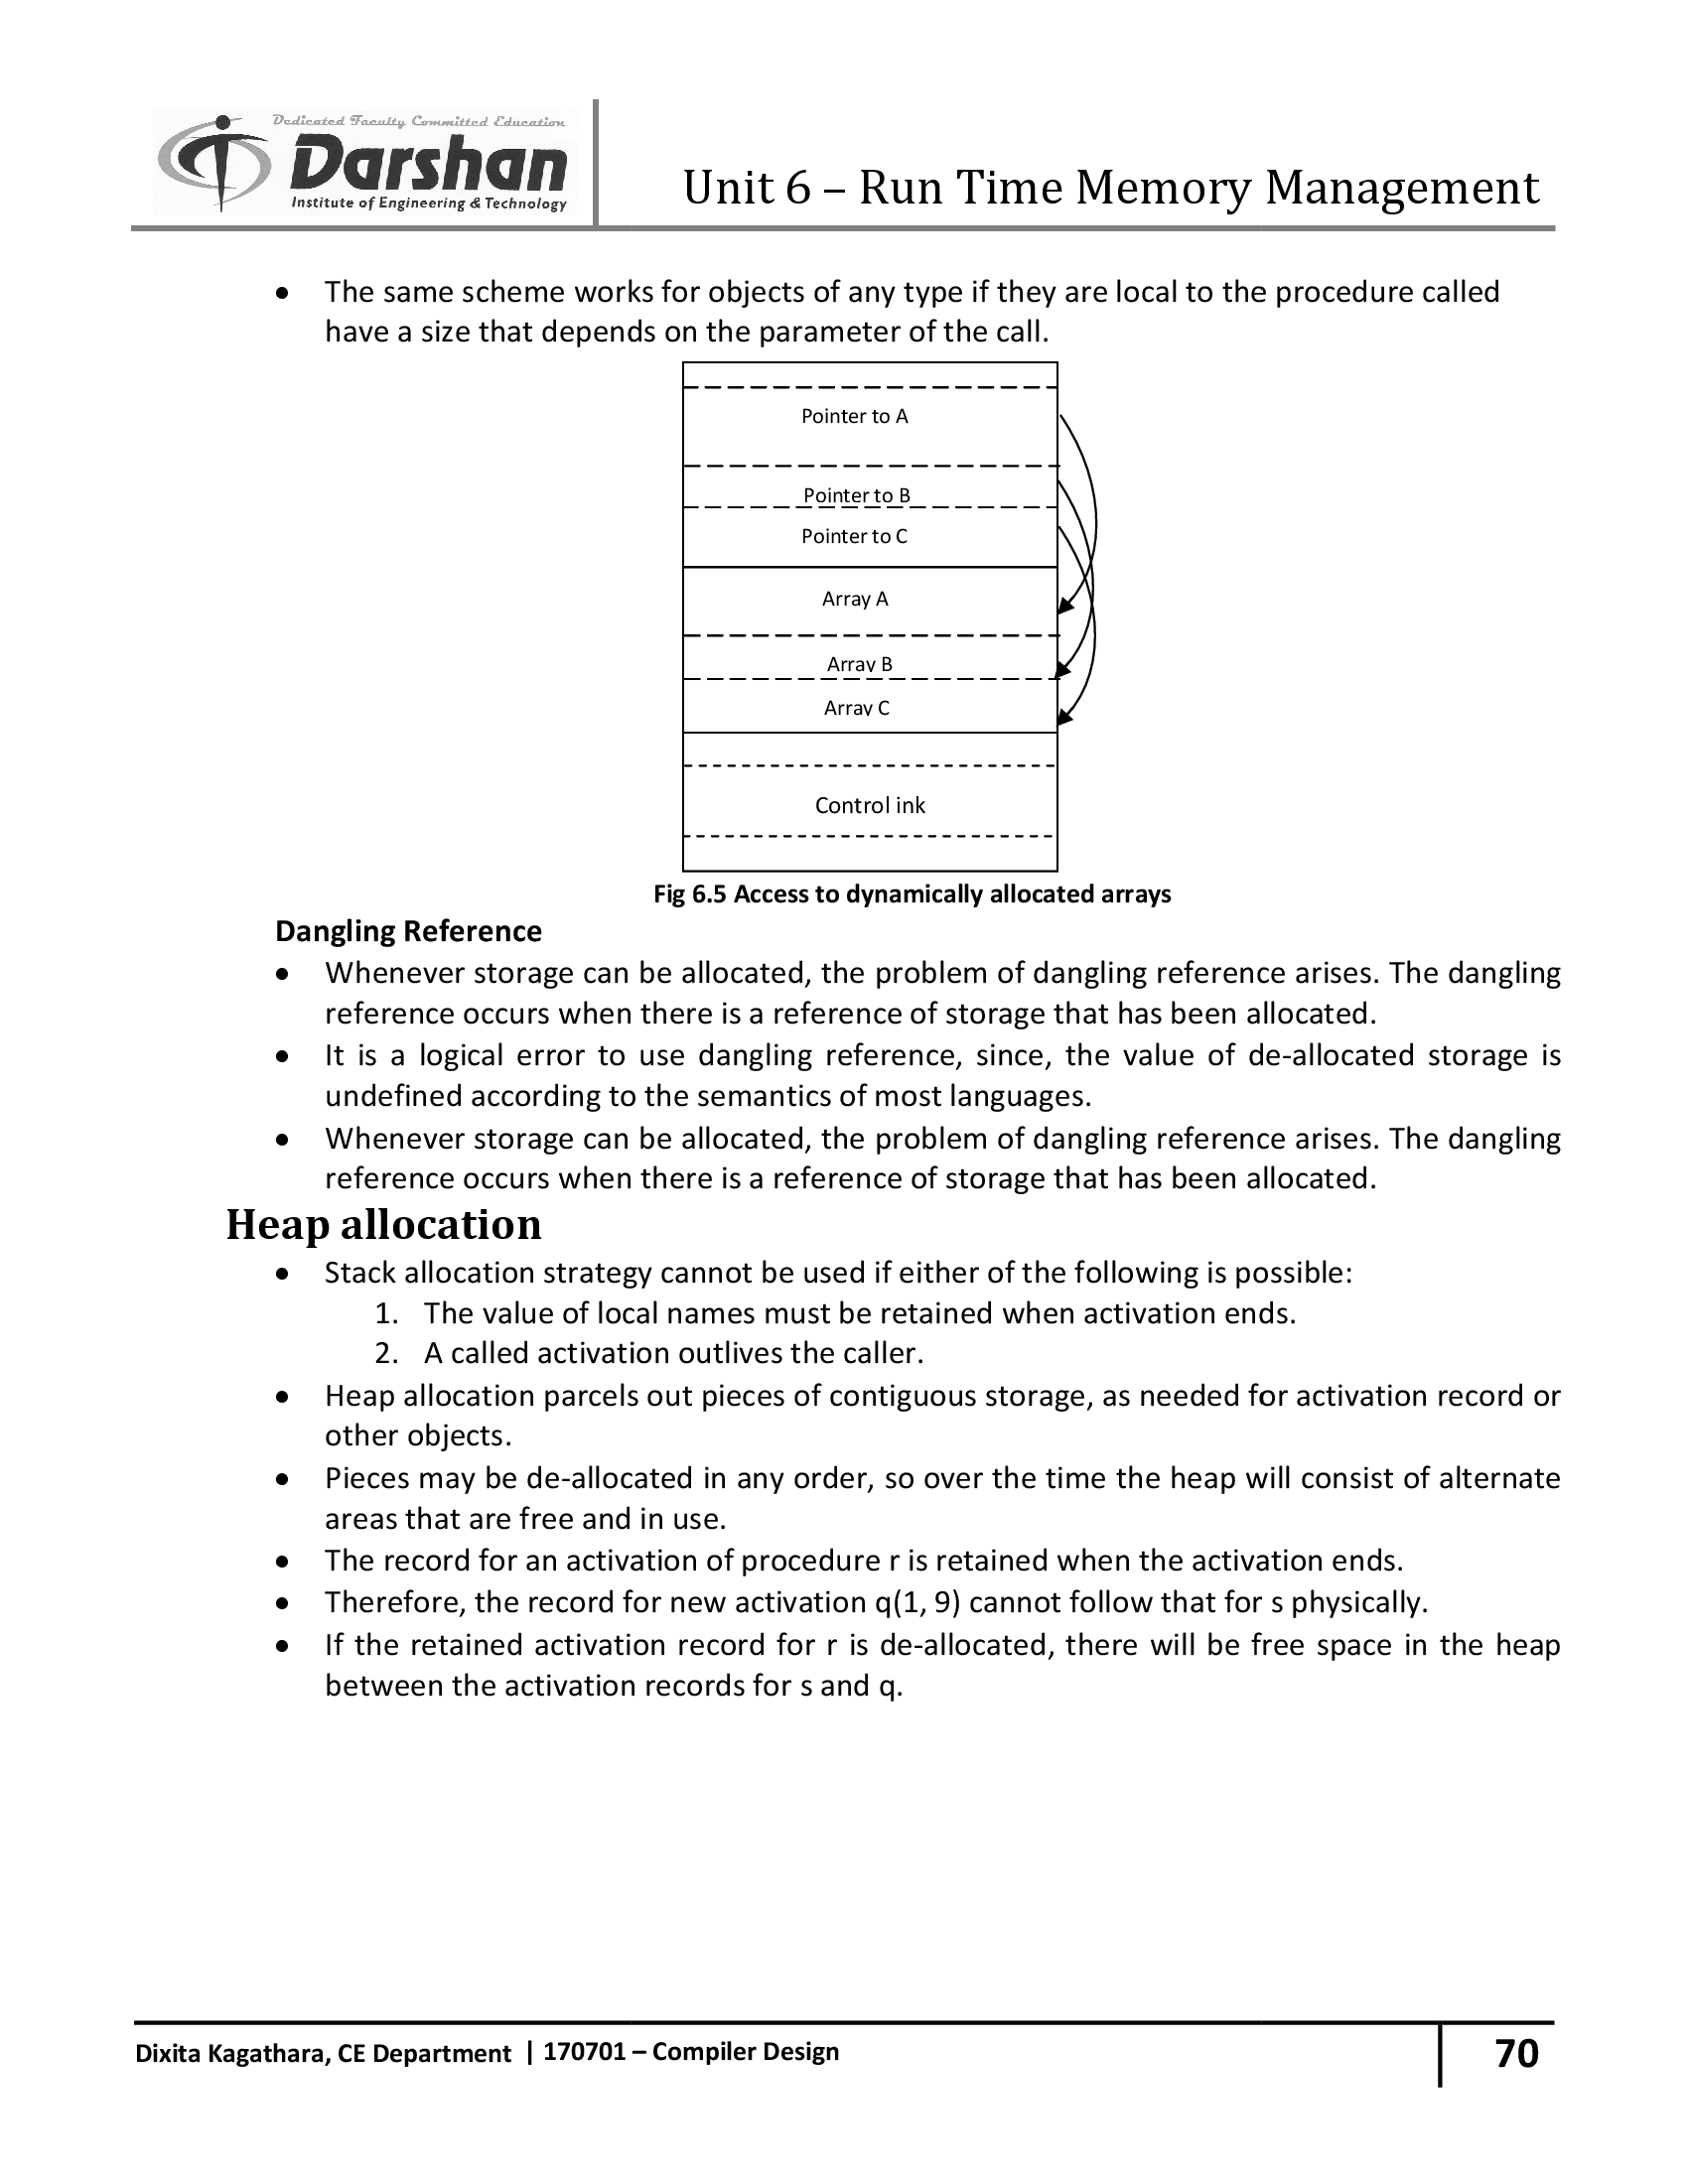 Dedicated Faculty Committed Education
Darshan
Institute of Engineering & Technology
Unit 6 – Run Time Memory Management
• The same scheme works for objects of any type if they are local to the procedure called
have a size that depends on the parameter of the call.
Pointer to A
Pointer to B
Pointer to C
Array A
Array B
Array C
Control ink
Fig 6.5 Access to dynamically allocated arrays
Dangling Reference
• Whenever storage can be allocated, the problem of dangling reference arises. The dangling
reference occurs when there is a reference of storage that has been allocated.
• It is a logical error to use dangling reference, since, the value of de-allocated storage is
undefined according to the semantics of most languages.
• Whenever storage can be allocated, the problem of dangling reference arises. The dangling
reference occurs when there is a reference of storage that has been allocated.
Heap allocation
• Stack allocation strategy cannot be used if either of the following is possible:
1. The value of local names must be retained when activation ends.
2. A called activation outlives the caller.
• Heap allocation parcels out pieces of contiguous storage, as needed for activation record or
other objects.
• Pieces may be de-allocated in any order, so over the time the heap will consist of alternate
areas that are free and in use.
• The record for an activation of procedure r is retained when the activation ends.
• Therefore, the record for new activation q(1, 9) cannot follow that for s physically.
• If the retained activation record for r is de-allocated, there will be free space in the heap
between the activation records for s and q.
Dixita Kagathara, CE Department | 170701 – Compiler Design
70